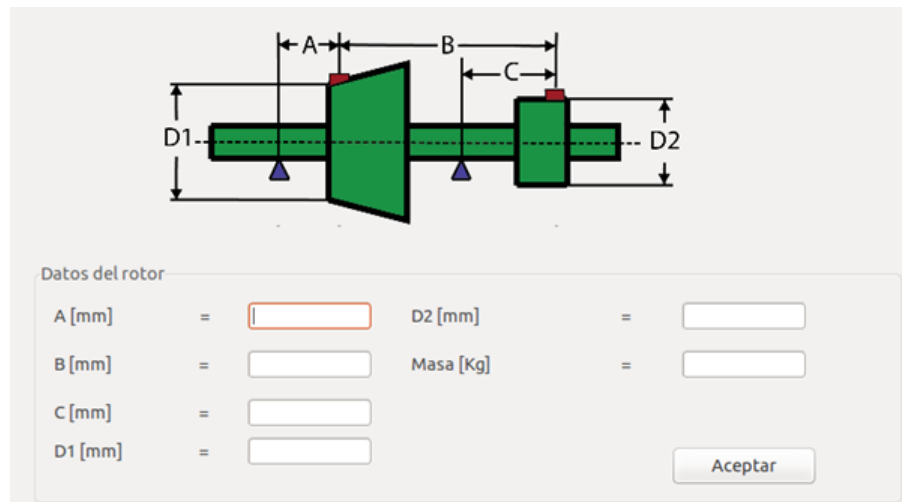 A
B
C
D1
D2
Datos del rotor
A [mm] =
D2 [mm] =
B [mm] =
Masa [Kg] =
C [mm] =
D1 [mm] =
Aceptar